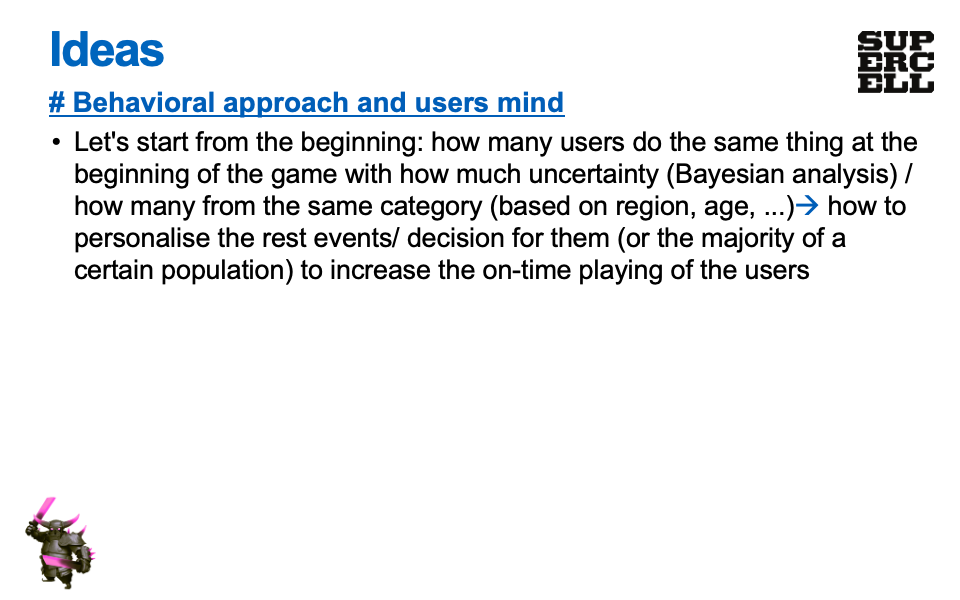 Ideas
SUP
ERC
ELL
# Behavioral approach and users mind
• Let's start from the beginning: how many users do the same thing at the
beginning of the game with how much uncertainty (Bayesian analysis) /
how many from the same category (based on region, age, ...)→ how to
personalise the rest events/ decision for them (or the majority of a
certain population) to increase the on-time playing of the users